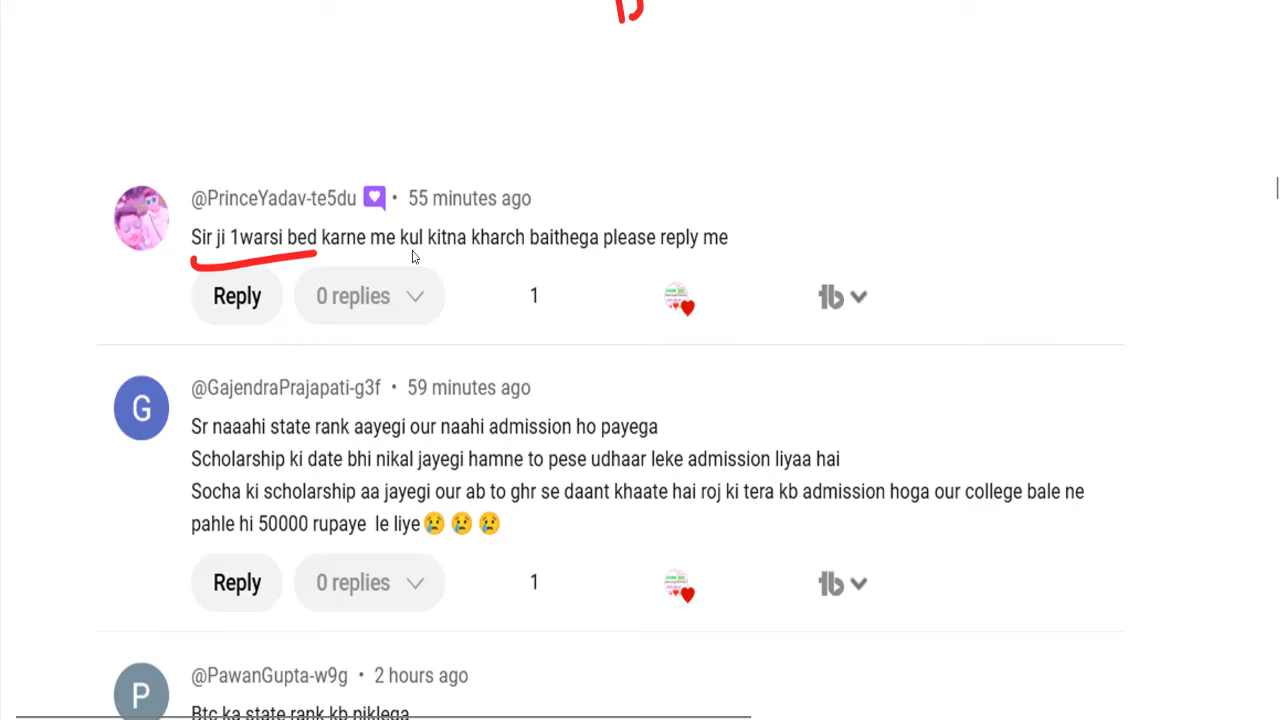 @PrinceYadav-te5du • 55 minutes ago
Sir ji 1warsi bed karne me kul kitna kharch baithega please reply me
Reply 0 replies 1
@GajendraPrajapati-g3f • 59 minutes ago
Sr naaahi state rank aayegi our naahi admission ho payega
Scholarship ki date bhi nikal jayegi hamne to pese udhaar leke admission liyaa hai
Socha ki scholarship aa jayegi our ab to ghr se daant khaate hai roj ki tera kb admission hoga our college bale ne
pahle hi 50000 rupaye le liye😢 😢 😢
Reply 0 replies 1
G
@PawanGupta-w9g • 2 hours ago
P
Btc ka state rank kb niklega